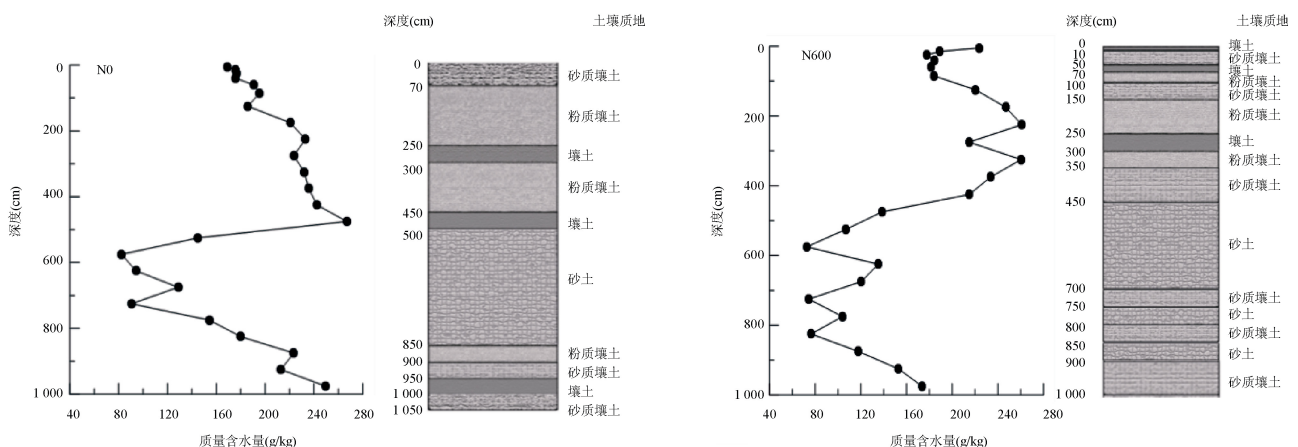 深度(cm) 土壤质地
N0
0
200
400
600
800
1 000
深度(cm)
40 80 120 160 200 240 280
质量含水量(g/kg)
0
砂质壤土
70
粉质壤土
250
壤土
300
粉质壤土
450
壤土
500
砂土
850
粉质壤土
900
砂质壤土
950
壤土
1 000
砂质壤土
1 050
深度(cm) 土壤质地
N600
0
200
400
600
800
1 000
深度(cm)
40 80 120 160 200 240 280
质量含水量(g/kg)
0
壤土
10
砂质壤土
50
壤土
70
粉质壤土
100
砂质壤土
150
粉质壤土
250
壤土
300
粉质壤土
350
砂质壤土
450
砂土
700
砂质壤土
750
砂土
800
砂质壤土
850
砂土
900
砂质壤土
1 000